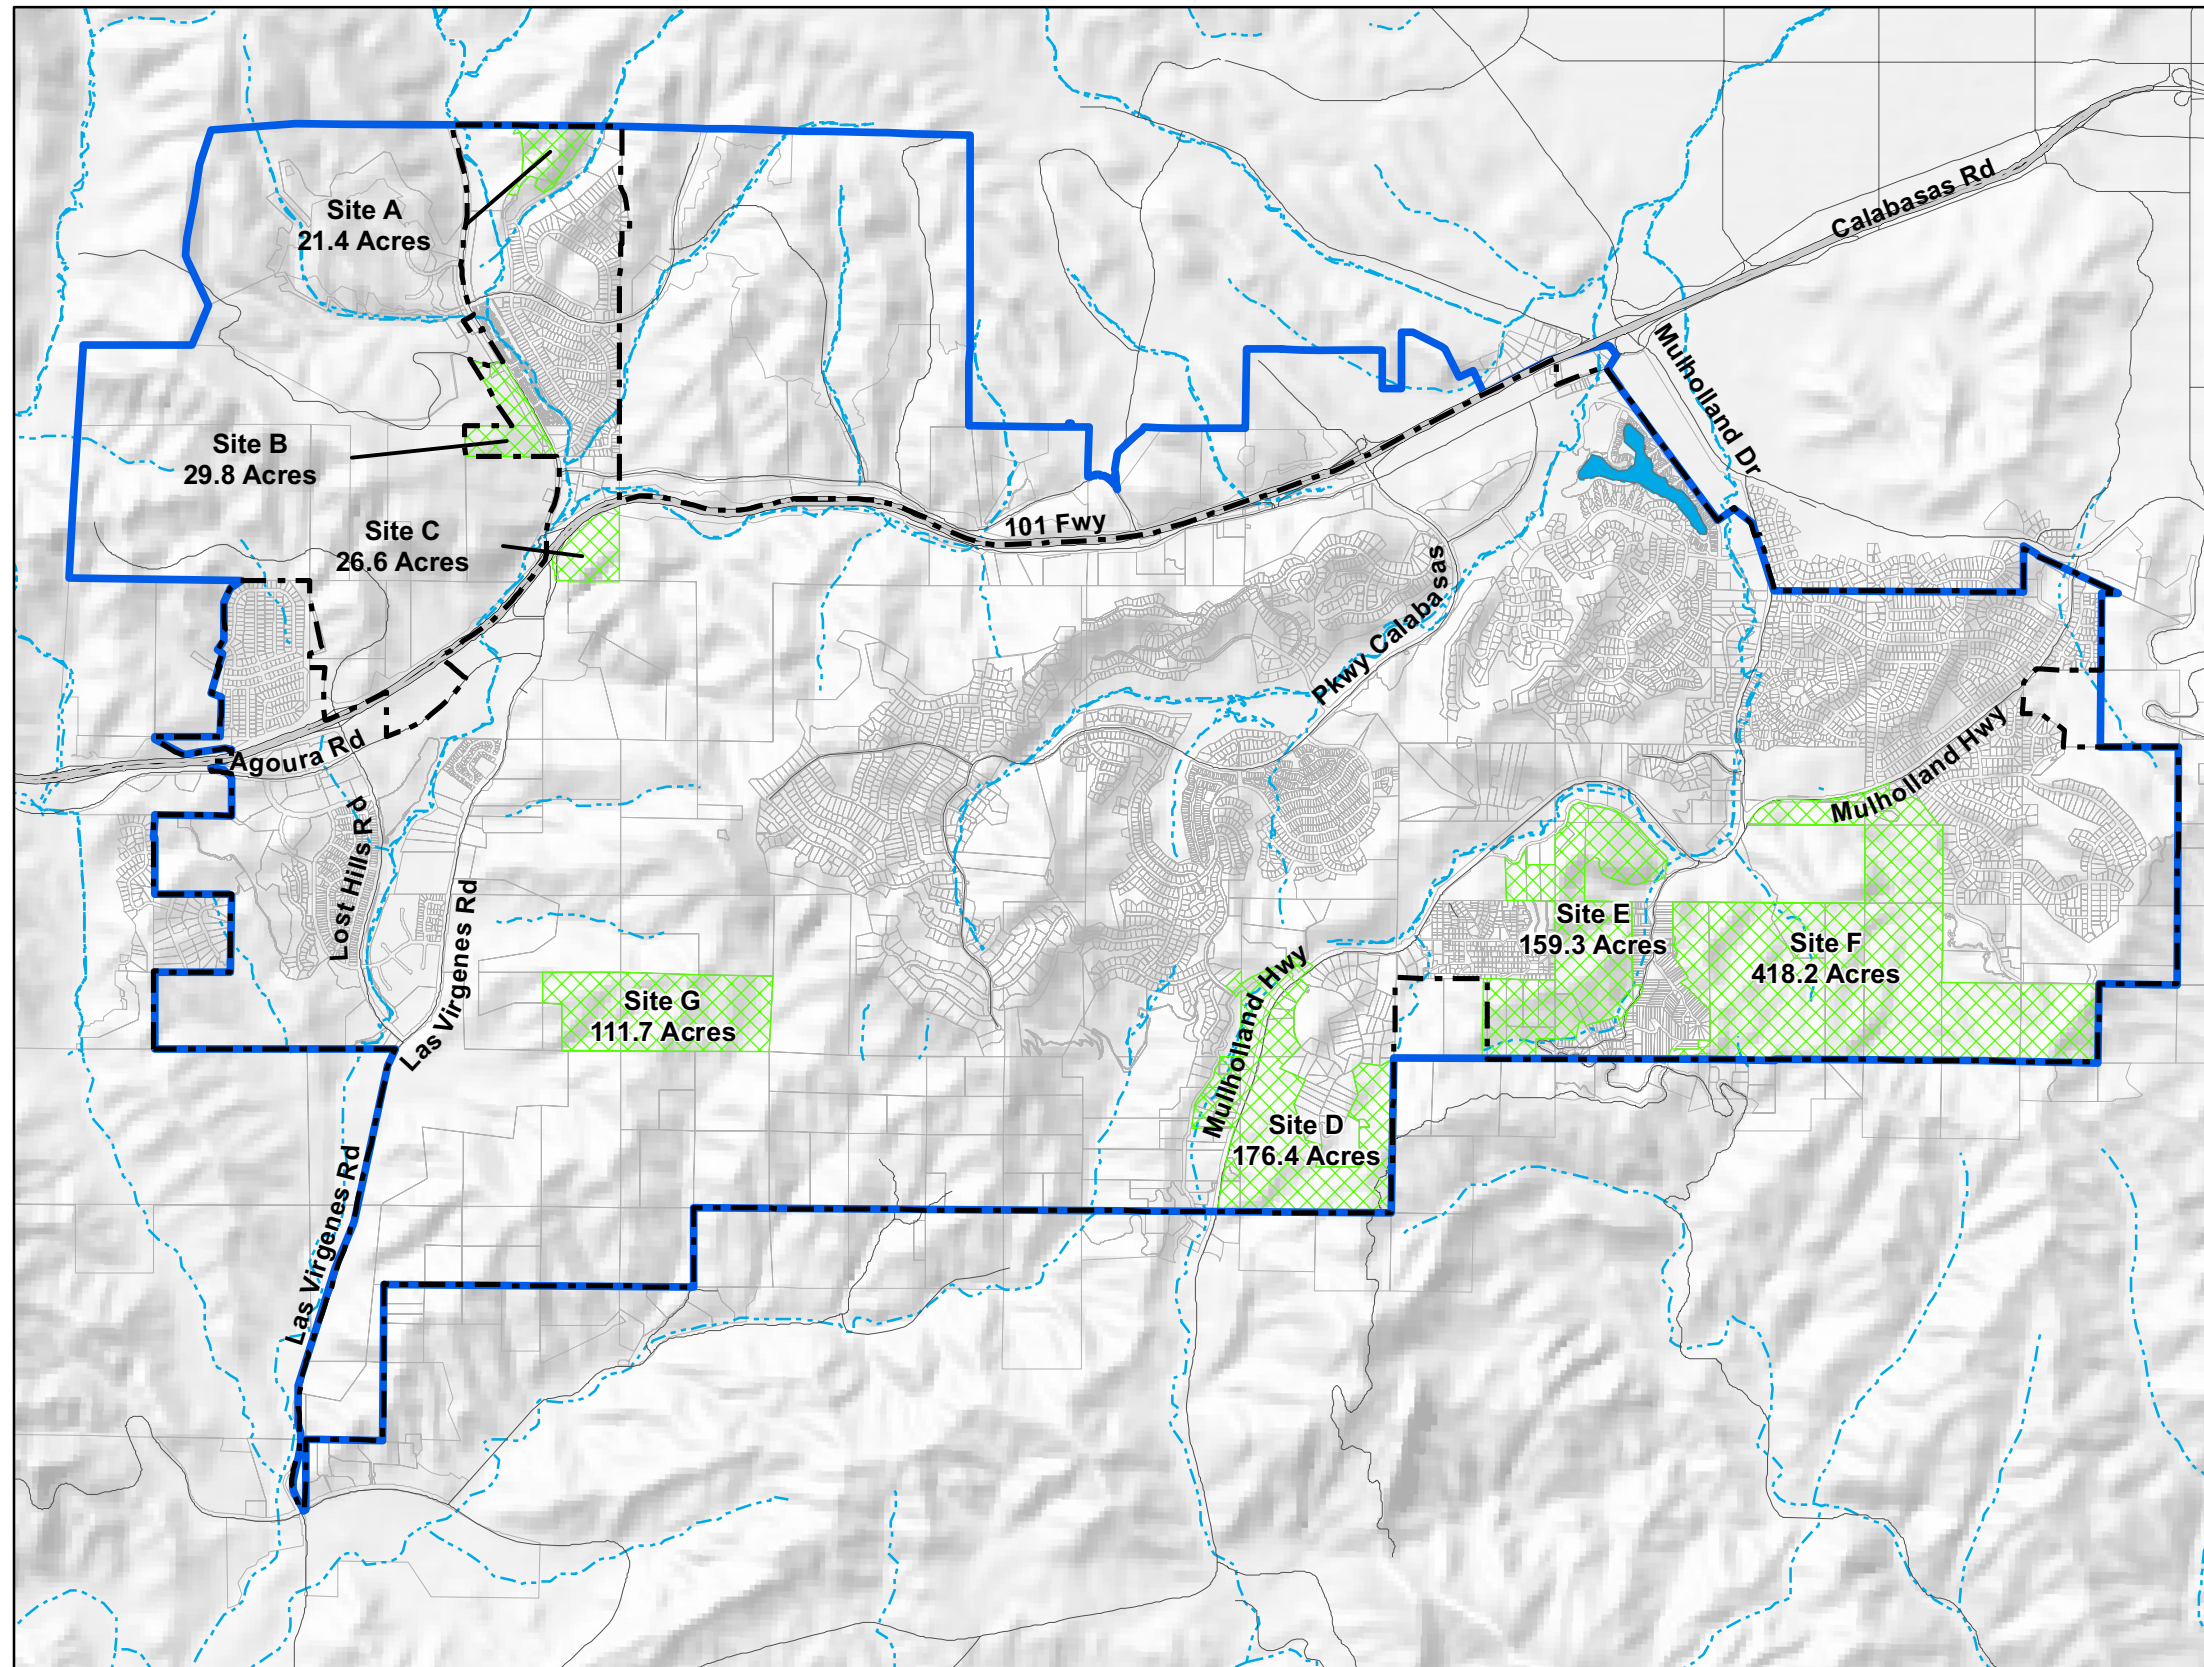 Calabasas Rd
Site A
21.4 Acres
Mulholland Dr
Site B
29.8 Acres
Site C
26.6 Acres
101 Fwy
Pkwy Calabasas
Agoura Rd
Mulholland Hwy
Lost Hills Rd
Las Virgenes Rd
Site E
159.3 Acres
Site F
418.2 Acres
Site G
111.7 Acres
Mullholland Hwy
Site D
176.4 Acres
Las Virgenes Rd